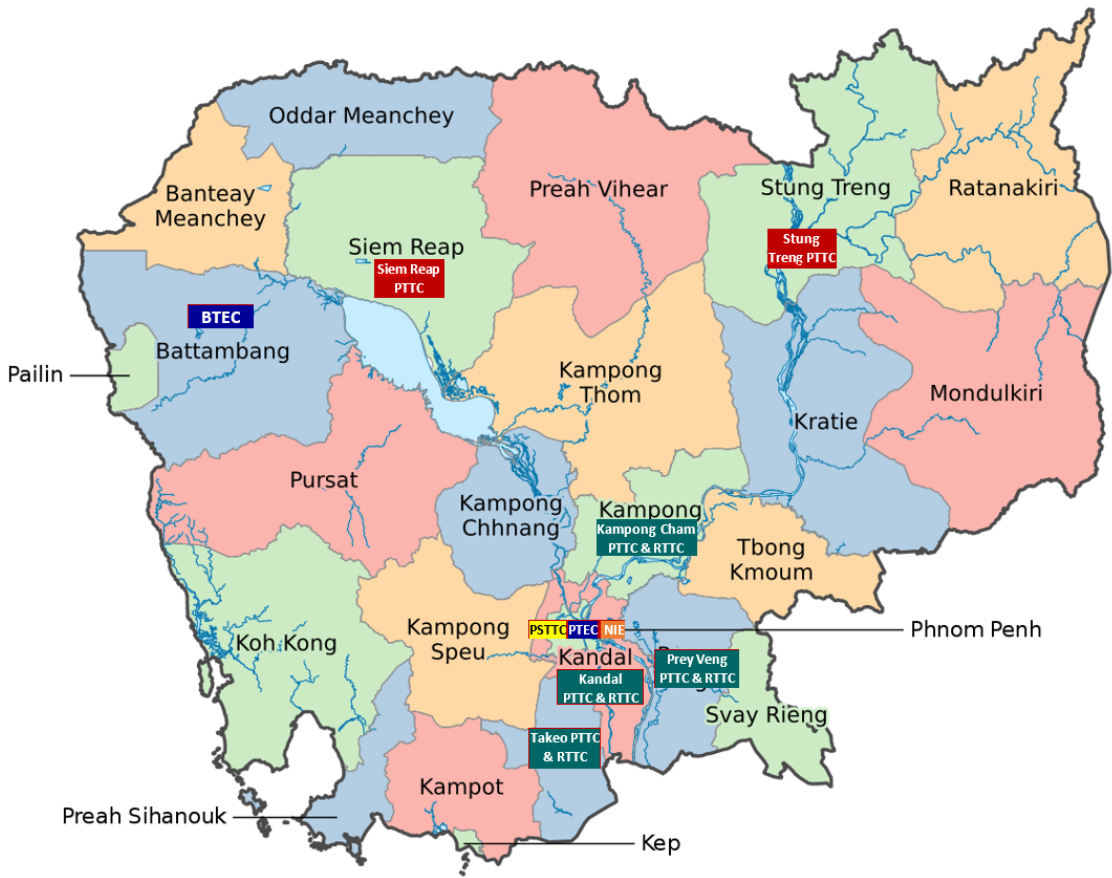 Oddar Meanchey
Banteay
Meanchey
Preah Vihear
Stung Treng
Ratanakiri
Siem Reap
Siem Reap
PTTC
Stung
Treng PTTC
BTEC
Battambang
Pailin
Kampong
Thom
Mondulkiri
Kratie
Pursat
Kampong
Chhnang
Kampong
Kampong Cham
PTTC & RTTC
Tbong
Kmoum
Koh Kong
Kampong
Speu
PSTTC
PTEC
NIE
Phnom Penh
Kandal
Kandal
PTTC & RTTC
Prey Veng
PTTC & RTTC
Svay Rieng
Takeo PTTC
& RTTC
Kampot
Preah Sihanouk
Kep